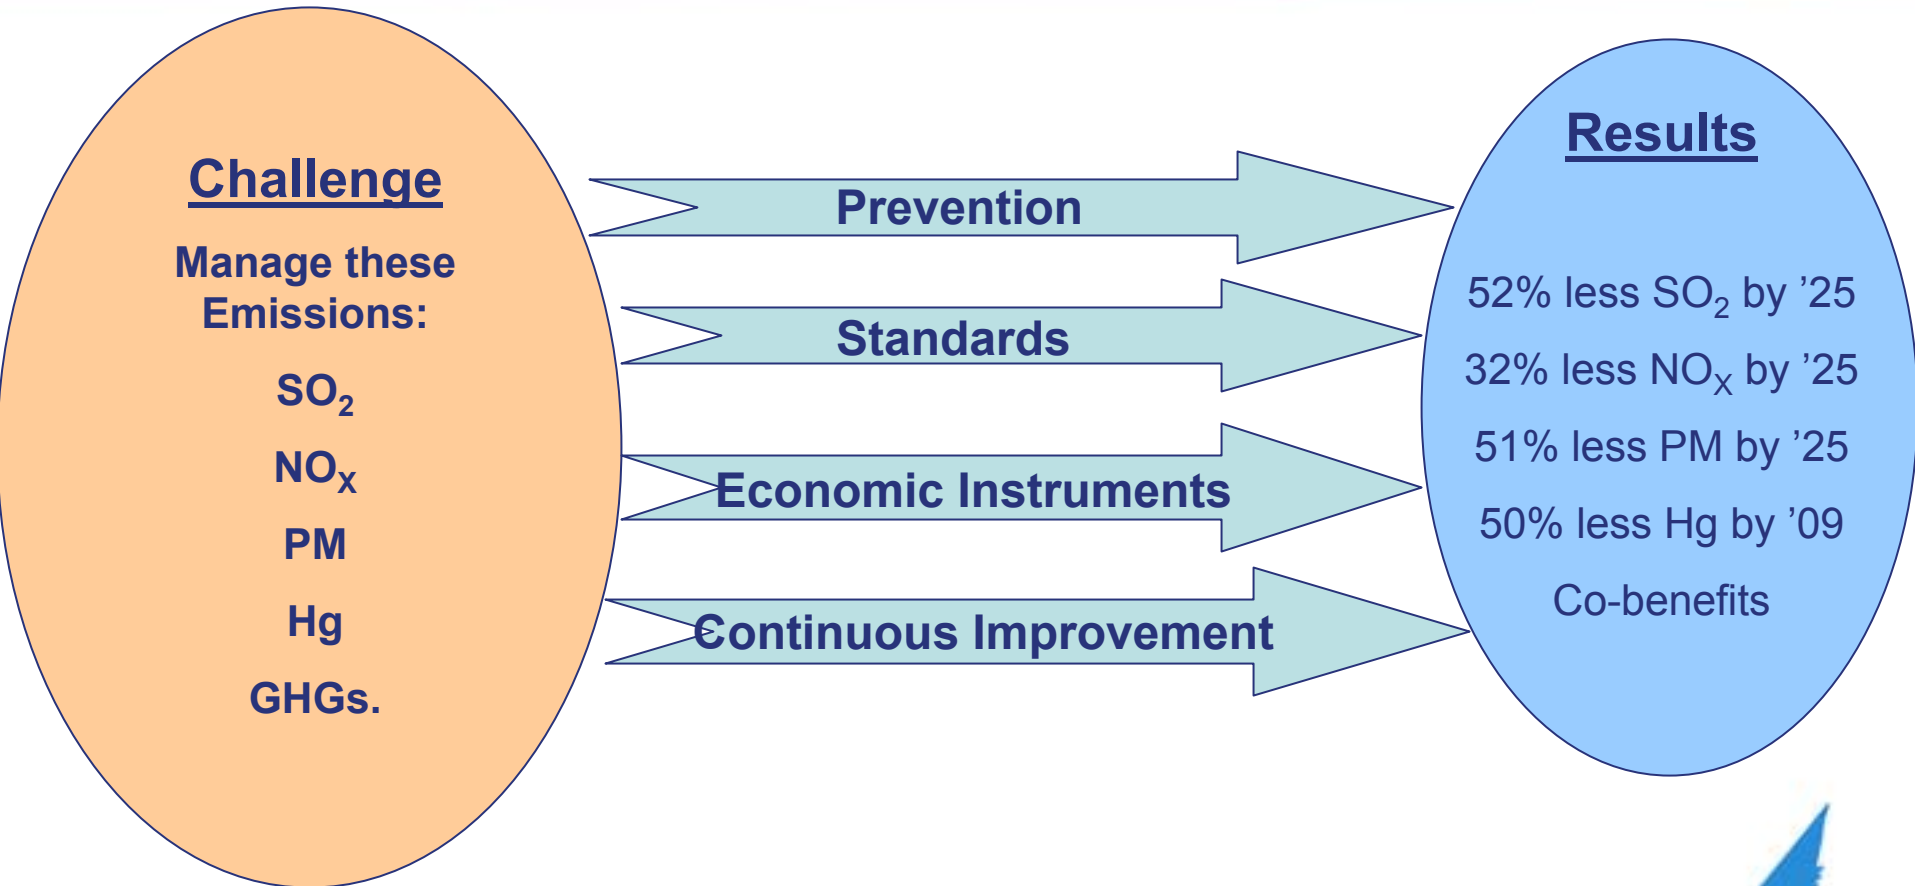 Challenge
Manage these
Emissions:
SO₂
NOₓ
PM
Hg
GHGs.
Prevention
Standards
Economic Instruments
Continuous Improvement
Results
52% less SO₂ by ’25
32% less NOₓ by ’25
51% less PM by ’25
50% less Hg by ’09
Co-benefits